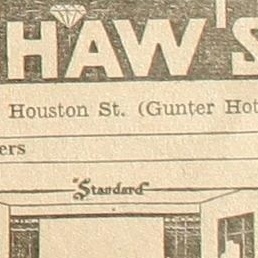 HAW'S
Houston St. (Gunter Hot
ers
"Standard"